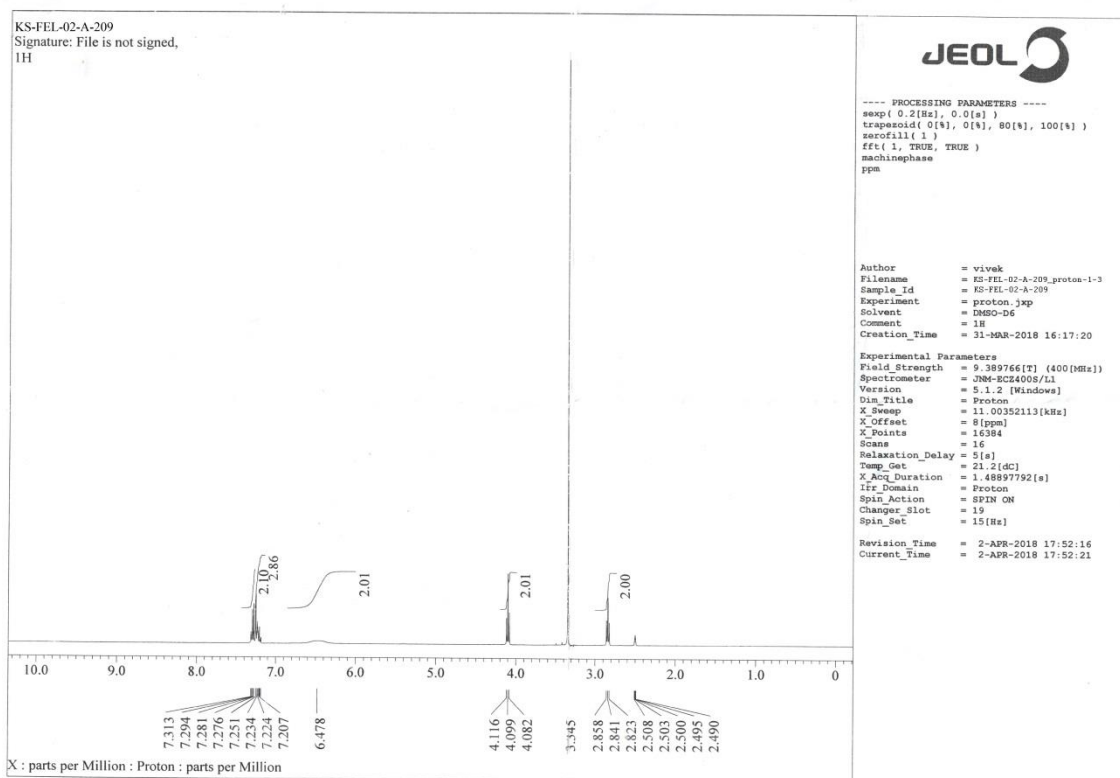 KS-FEL-02-A-209
Signature: File is not signed,
1H
2.10
2.86
2.01
2.01
2.00
10.0 9.0 8.0 7.0 6.0 5.0 4.0 3.0 2.0 1.0 0
7.313
7.294
7.281
7.276
7.251
7.234
7.224
7.207
6.478
4.116
4.099
4.082
3.345
2.858
2.841
2.823
2.508
2.503
2.500
2.495
2.490
X : parts per Million : Proton : parts per Million
JEOL
---- PROCESSING PARAMETERS ----
sexp( 0.2[Hz], 0.0[s] )
trapezoid( 0[%], 0[%], 80[%], 100[%] )
zerofill( 1 )
fft( 1, TRUE, TRUE )
machinephase
ppm
Author = vivek
Filename = KS-FEL-02-A-209_proton-1-3
Sample_Id = KS-FEL-02-A-209
Experiment = proton.jxp
Solvent = DMSO-D6
Comment = 1H
Creation_Time = 31-MAR-2018 16:17:20
Experimental Parameters
Field_Strength = 9.389766[T] (400[MHz])
Spectrometer = JNM-ECZ400S/L1
Version = 5.1.2 [Windows]
Dim_Title = Proton
X_Sweep = 11.00352113[kHz]
X_Offset = 8[ppm]
X_Points = 16384
Scans = 16
Relaxation_Delay = 5[s]
Temp_Get = 21.2[dC]
X_Acq_Duration = 1.48897792[s]
Irr_Domain = Proton
Spin_Action = SPIN ON
Changer_Slot = 19
Spin_Set = 15[Hz]
Revision_Time = 2-APR-2018 17:52:16
Current_Time = 2-APR-2018 17:52:21